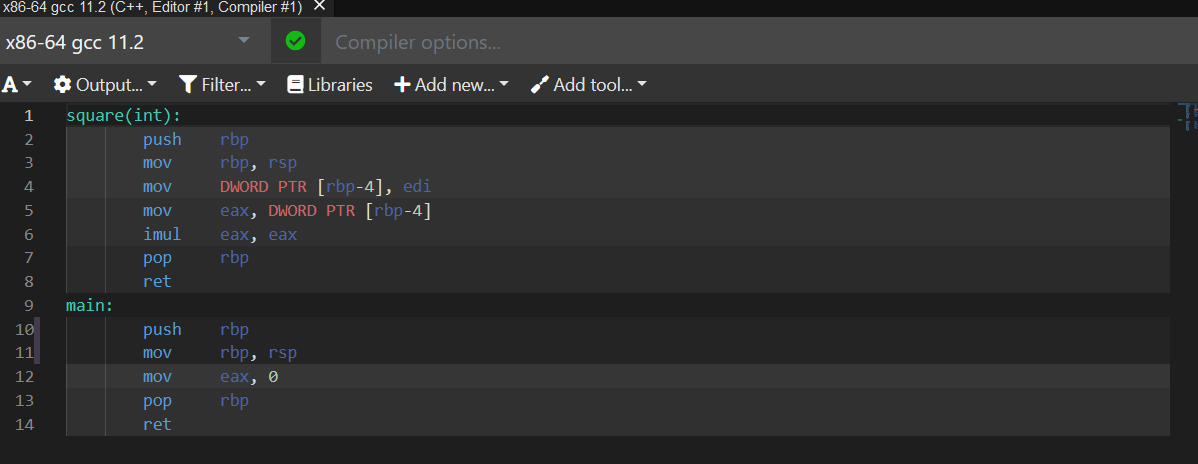 x86-64 gcc 11.2 (C++, Editor #1, Compiler #1) ✕
x86-64 gcc 11.2 Compiler options...
A Output... Filter... Libraries Add new... Add tool...
1 square(int):
2 push rbp
3 mov rbp, rsp
4 mov DWORD PTR [rbp-4], edi
5 mov eax, DWORD PTR [rbp-4]
6 imul eax, eax
7 pop rbp
8 ret
9 main:
10 push rbp
11 mov rbp, rsp
12 mov eax, 0
13 pop rbp
14 ret